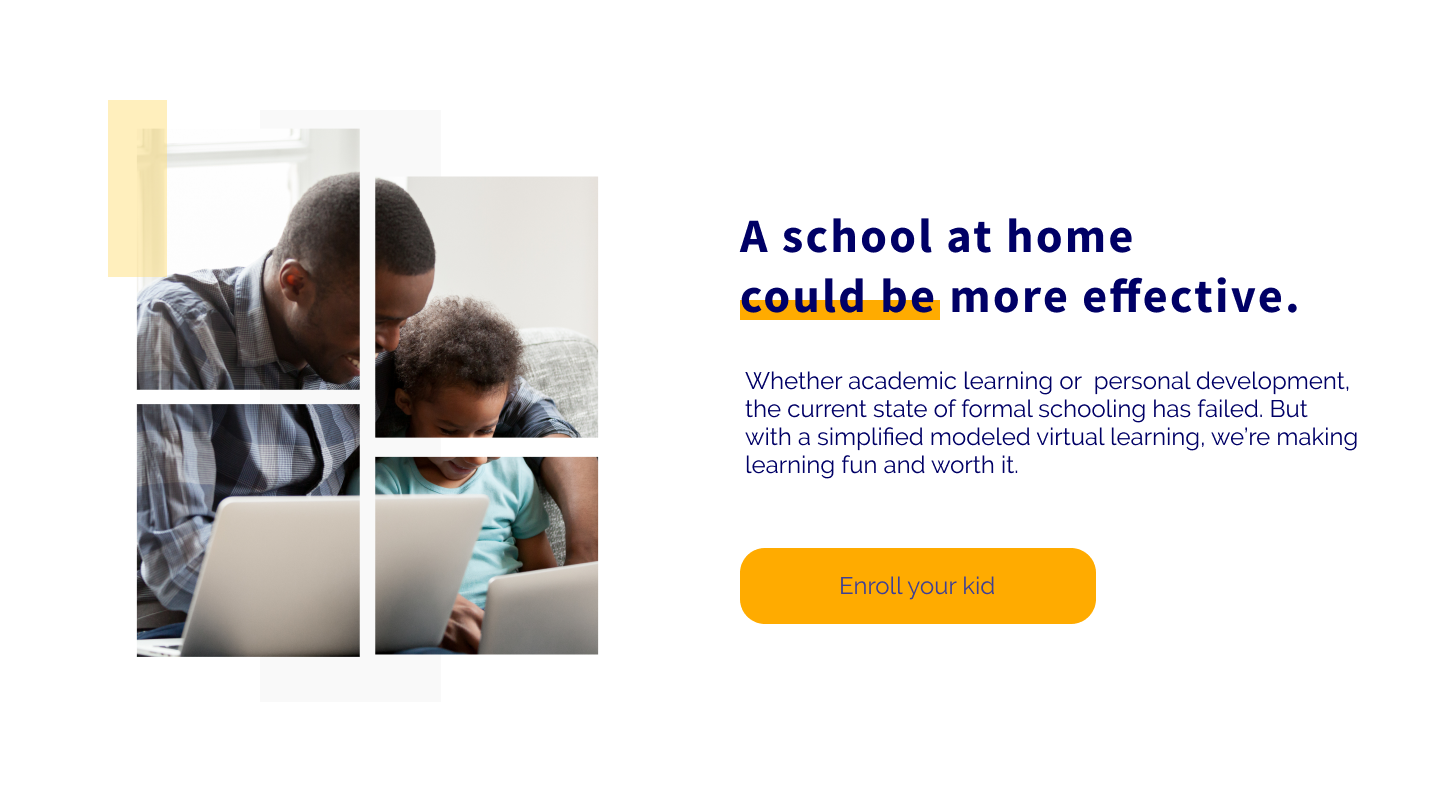 A school at home
could be more effective.
Whether academic learning or  personal development,
the current state of formal schooling has failed. But
with a simplified modeled virtual learning, we’re making
learning fun and worth it.
Enroll your kid